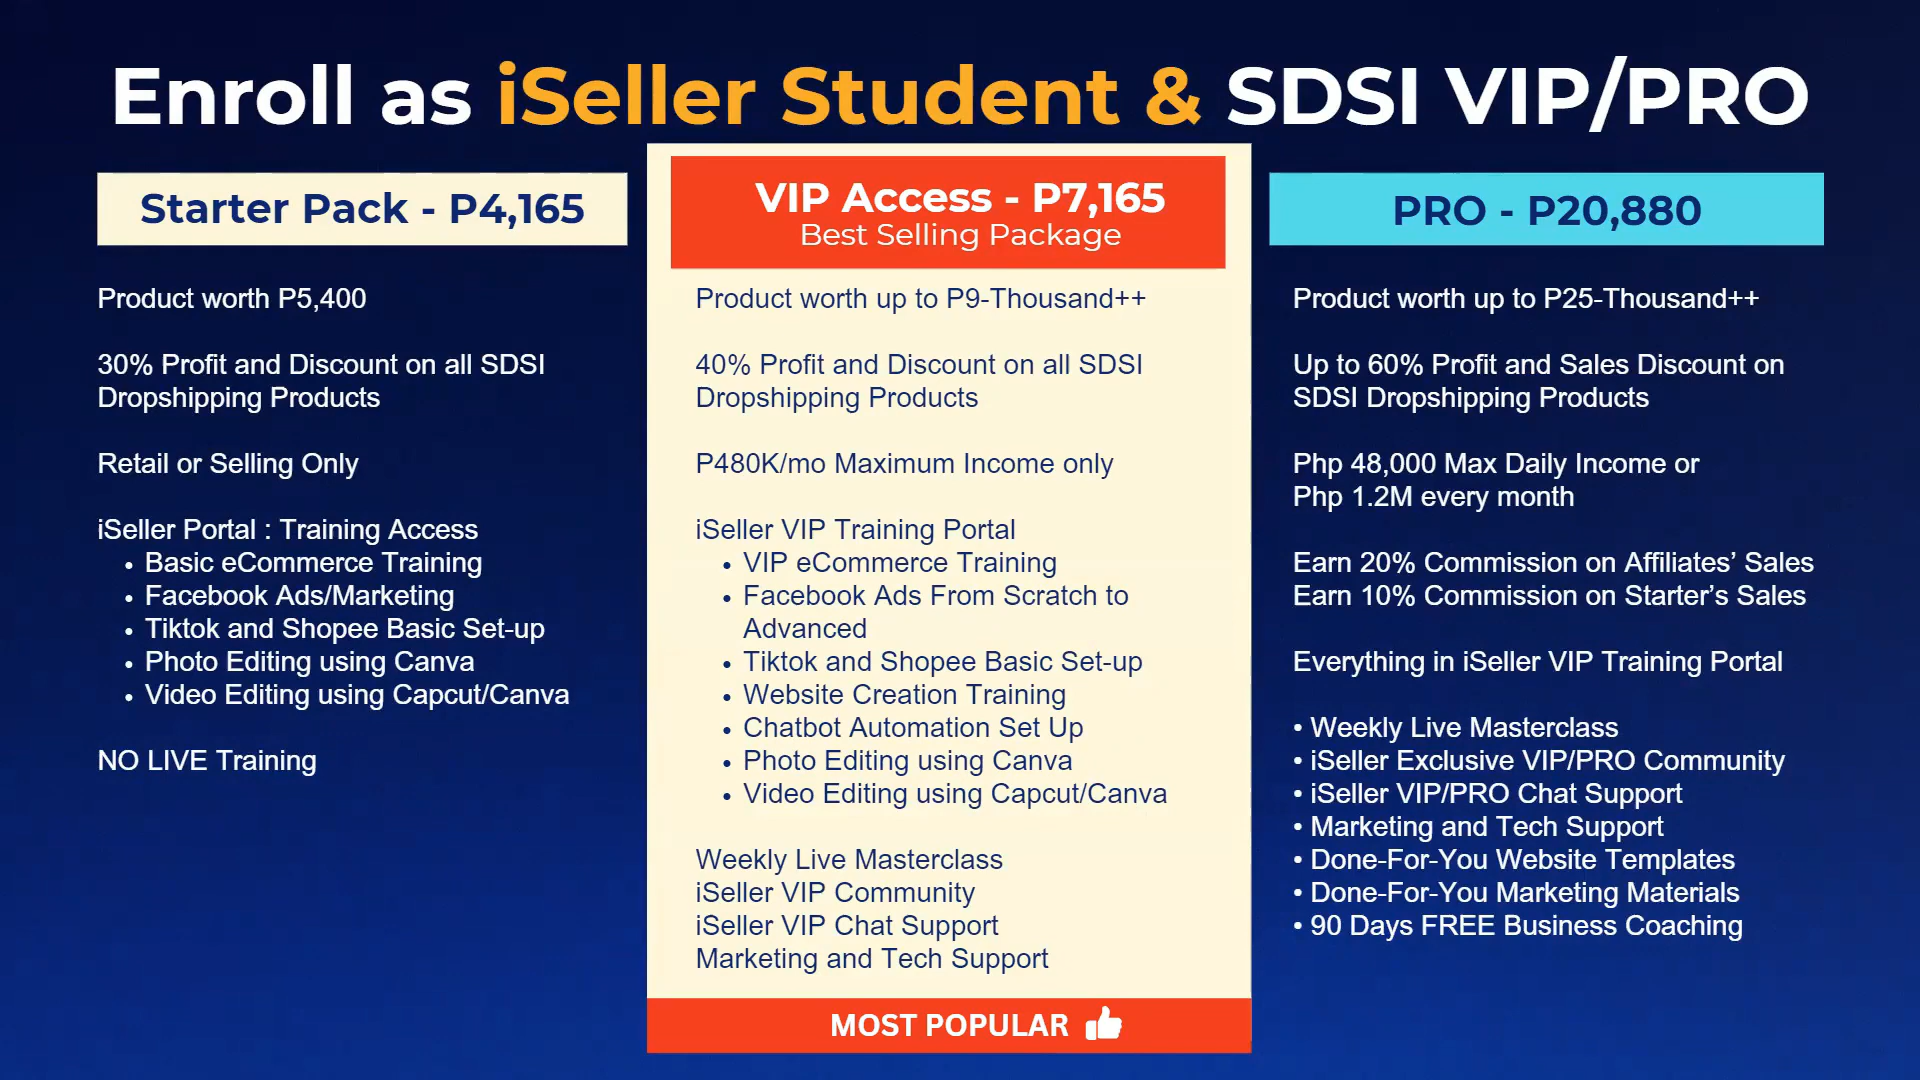 Enroll as iSeller Student & SDSI VIP/PRO
Starter Pack - P4,165
Product worth P5,400
30% Profit and Discount on all SDSI
Dropshipping Products
Retail or Selling Only
iSeller Portal : Training Access
• Basic eCommerce Training
• Facebook Ads/Marketing
• Tiktok and Shopee Basic Set-up
• Photo Editing using Canva
• Video Editing using Capcut/Canva
NO LIVE Training
VIP Access - P7,165
Best Selling Package
Product worth up to P9-Thousand++
40% Profit and Discount on all SDSI
Dropshipping Products
P480K/mo Maximum Income only
iSeller VIP Training Portal
• VIP eCommerce Training
• Facebook Ads From Scratch to
Advanced
• Tiktok and Shopee Basic Set-up
• Website Creation Training
• Chatbot Automation Set Up
• Photo Editing using Canva
• Video Editing using Capcut/Canva
Weekly Live Masterclass
iSeller VIP Community
iSeller VIP Chat Support
Marketing and Tech Support
MOST POPULAR
PRO - P20,880
Product worth up to P25-Thousand++
Up to 60% Profit and Sales Discount on
SDSI Dropshipping Products
Php 48,000 Max Daily Income or
Php 1.2M every month
Earn 20% Commission on Affiliates’ Sales
Earn 10% Commission on Starter’s Sales
Everything in iSeller VIP Training Portal
• Weekly Live Masterclass
• iSeller Exclusive VIP/PRO Community
• iSeller VIP/PRO Chat Support
• Marketing and Tech Support
• Done-For-You Website Templates
• Done-For-You Marketing Materials
• 90 Days FREE Business Coaching